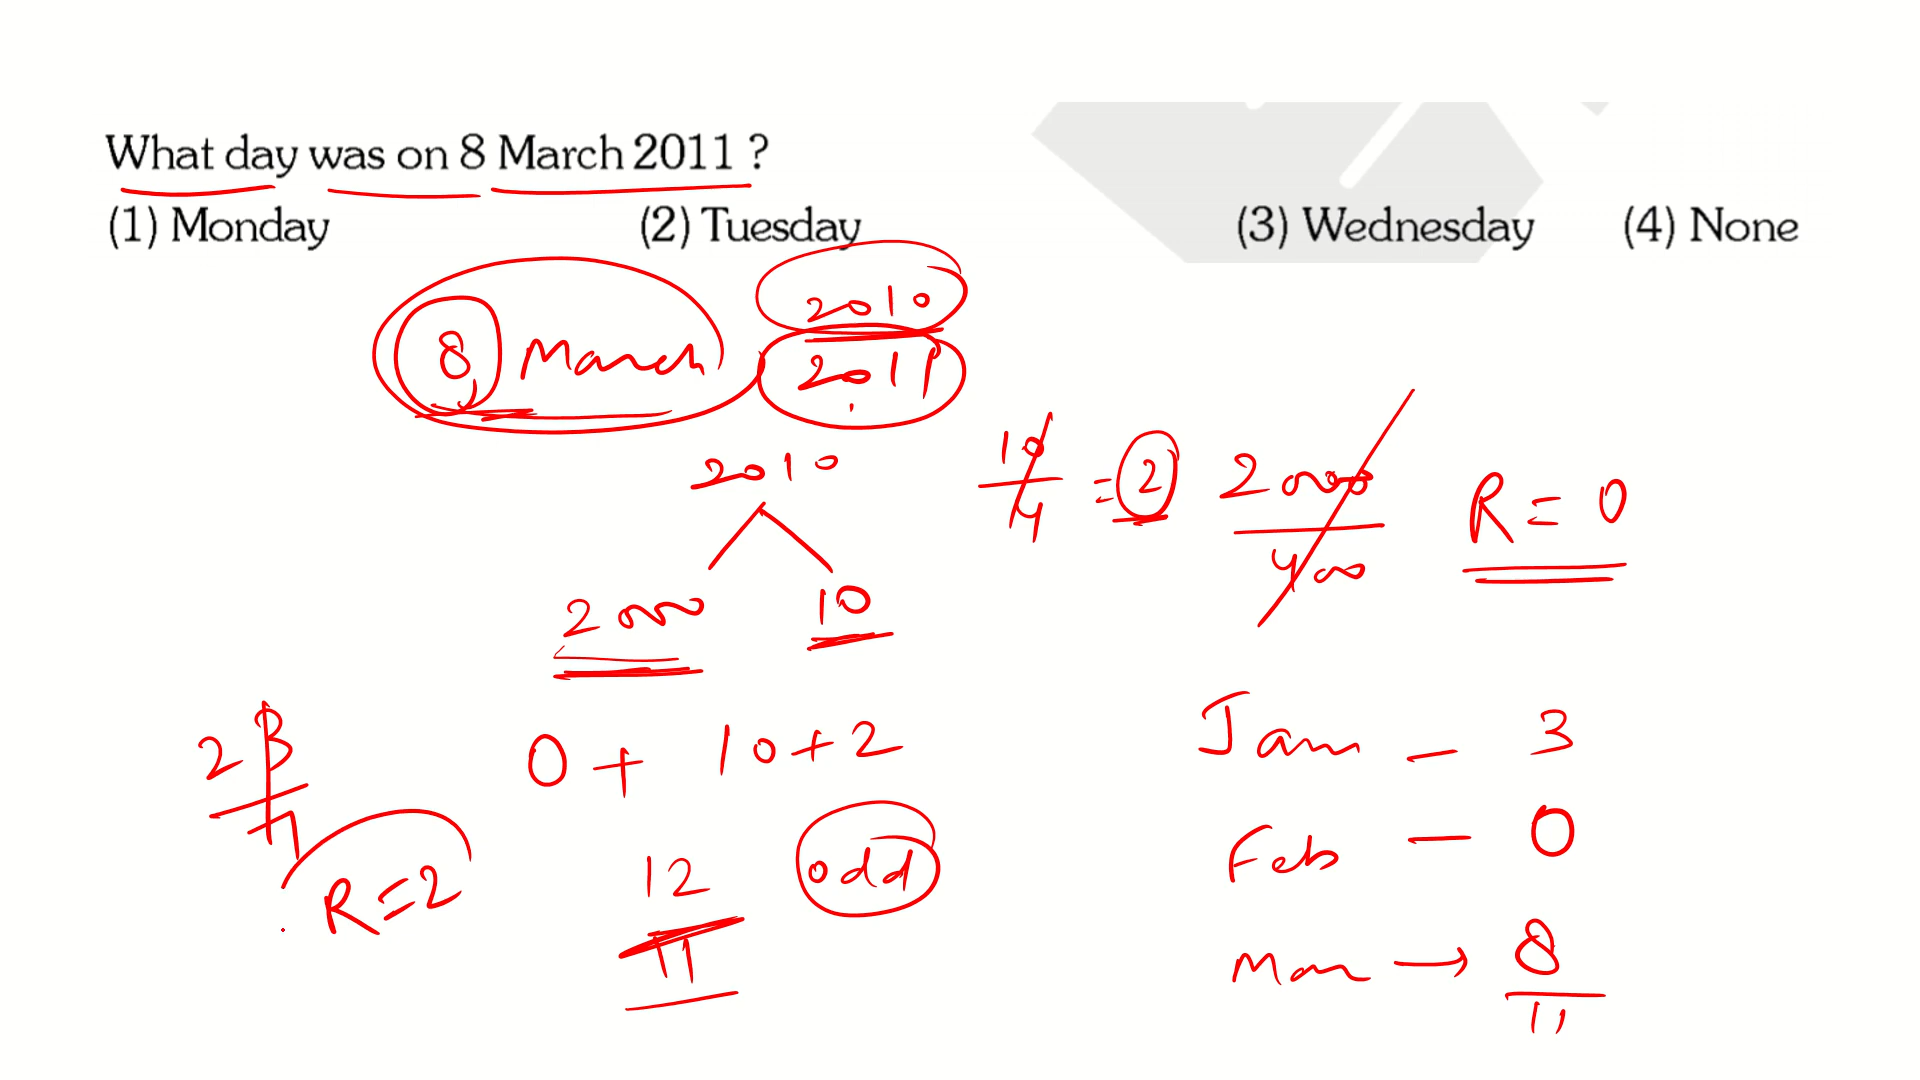 What day was on 8 March 2011 ?
(1) Monday (2) Tuesday (3) Wednesday (4) None
2010
8 March 2011
2010
10/4 = 2
2000/400
R = 0
2000 10
0 + 10 + 2
12
11
odd
23/7
R = 2
Jan - 3
Feb - 0
Mar → 8
11